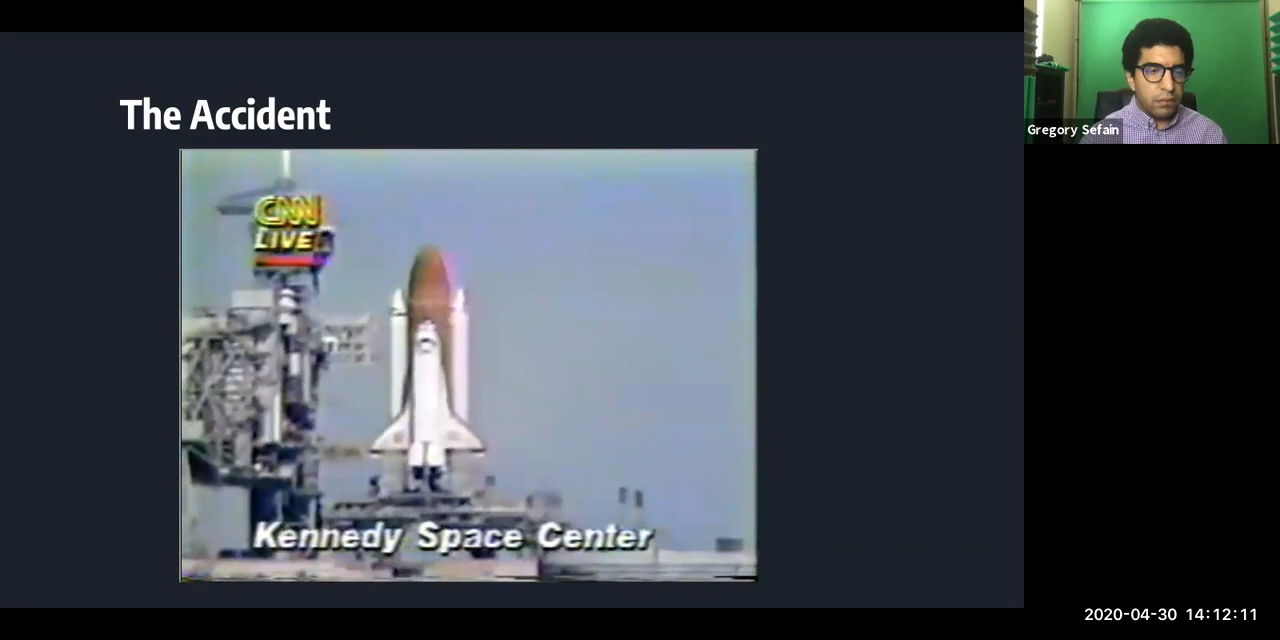 The Accident
CNN
LIVE
Kennedy Space Center
Gregory Sefain
2020-04-30 14:12:11